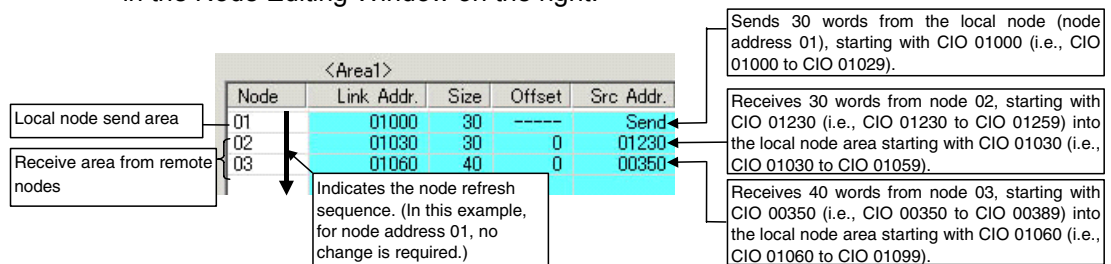 in the Node Editing Window on the right.
Sends 30 words from the local node (node
address 01), starting with CIO 01000 (i.e., CIO
01000 to CIO 01029).
<Area1>
Node Link Addr. Size Offset Src Addr.
01 01000 30 ----- Send
02 01030 30 0 01230
03 01060 40 0 00350
Local node send area
Receive area from remote
nodes
Indicates the node refresh
sequence. (In this example,
for node address 01, no
change is required.)
Receives 30 words from node 02, starting with
CIO 01230 (i.e., CIO 01230 to CIO 01259) into
the local node area starting with CIO 01030 (i.e.,
CIO 01030 to CIO 01059).
Receives 40 words from node 03, starting with
CIO 00350 (i.e., CIO 00350 to CIO 00389) into
the local node area starting with CIO 01060 (i.e.,
CIO 01060 to CIO 01099).